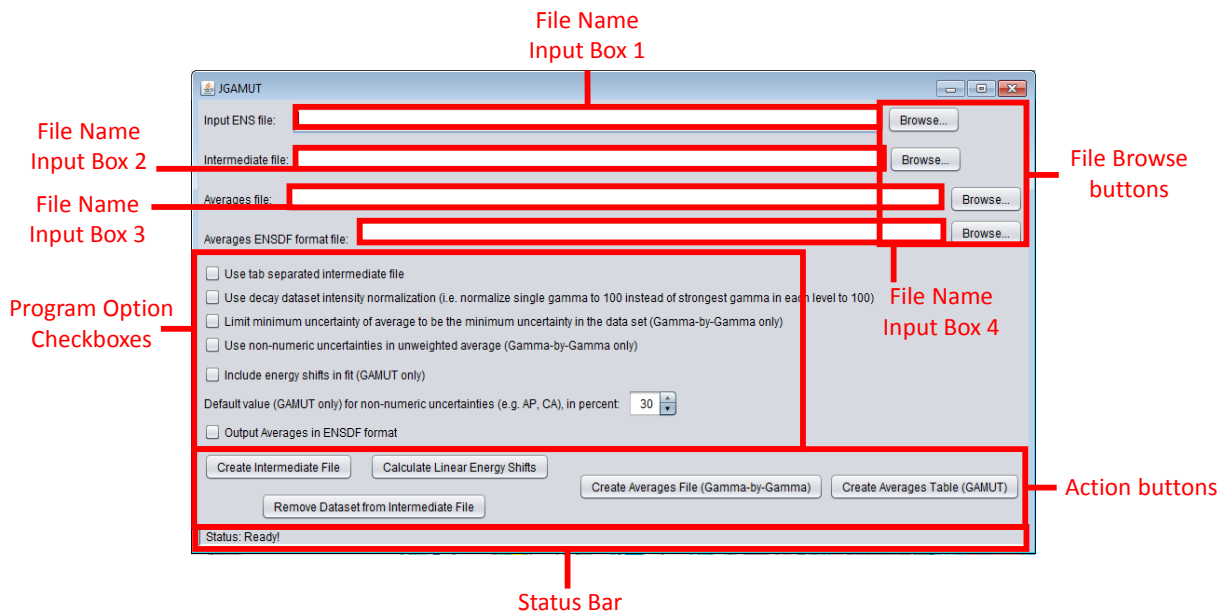 File Name
Input Box 1
JGAMUT
Input ENS file:
Browse...
File Name
Input Box 2
Intermediate file:
Browse...
File Browse
buttons
File Name
Input Box 3
Averages file:
Browse...
Averages ENSDF format file:
Browse...
Use tab separated intermediate file
Use decay dataset intensity normalization (i.e. normalize single gamma to 100 instead of strongest gamma in each level to 100)
File Name
Input Box 4
Program Option
Checkboxes
Limit minimum uncertainty of average to be the minimum uncertainty in the data set (Gamma-by-Gamma only)
Use non-numeric uncertainties in unweighted average (Gamma-by-Gamma only)
Include energy shifts in fit (GAMUT only)
Default value (GAMUT only) for non-numeric uncertainties (e.g. AP, CA), in percent: 30
Output Averages in ENSDF format
Create Intermediate File
Calculate Linear Energy Shifts
Create Averages File (Gamma-by-Gamma)
Create Averages Table (GAMUT)
Action buttons
Remove Dataset from Intermediate File
Status: Ready!
Status Bar